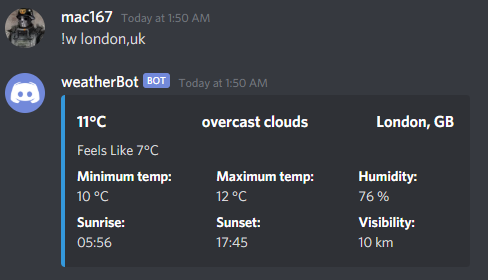 mac167 Today at 1:50 AM
!w london,uk
weatherBot BOT Today at 1:50 AM
11°C overcast clouds London, GB
Feels Like 7°C
Minimum temp: Maximum temp: Humidity:
10 °C 12 °C 76 %
Sunrise: Sunset: Visibility:
05:56 17:45 10 km